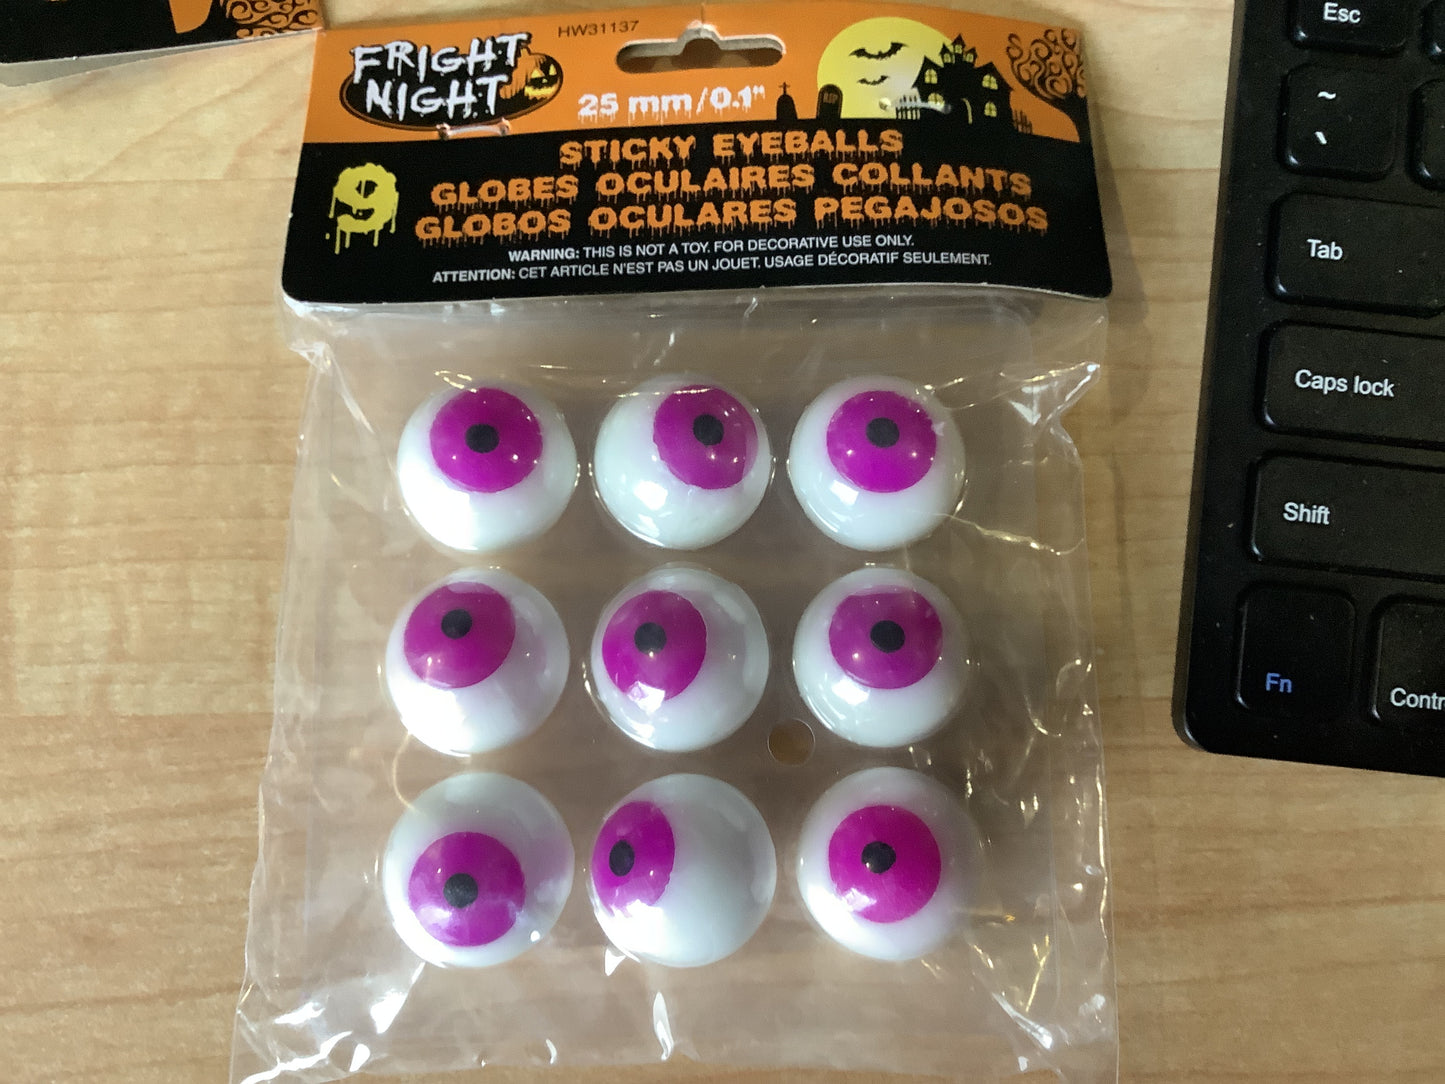 HW31137
FRIGHT
NIGHT
25 mm/0.1"
RIP
STICKY EYEBALLS
9
GLOBES OCULAIRES COLLANTS
GLOBOS OCULARES PEGAJOSOS
WARNING: THIS IS NOT A TOY. FOR DECORATIVE USE ONLY.
ATTENTION: CET ARTICLE N'EST PAS UN JOUET. USAGE DÉCORATIF SEULEMENT.
Esc
~
`
Tab
Caps lock
Shift
Fn
Contr